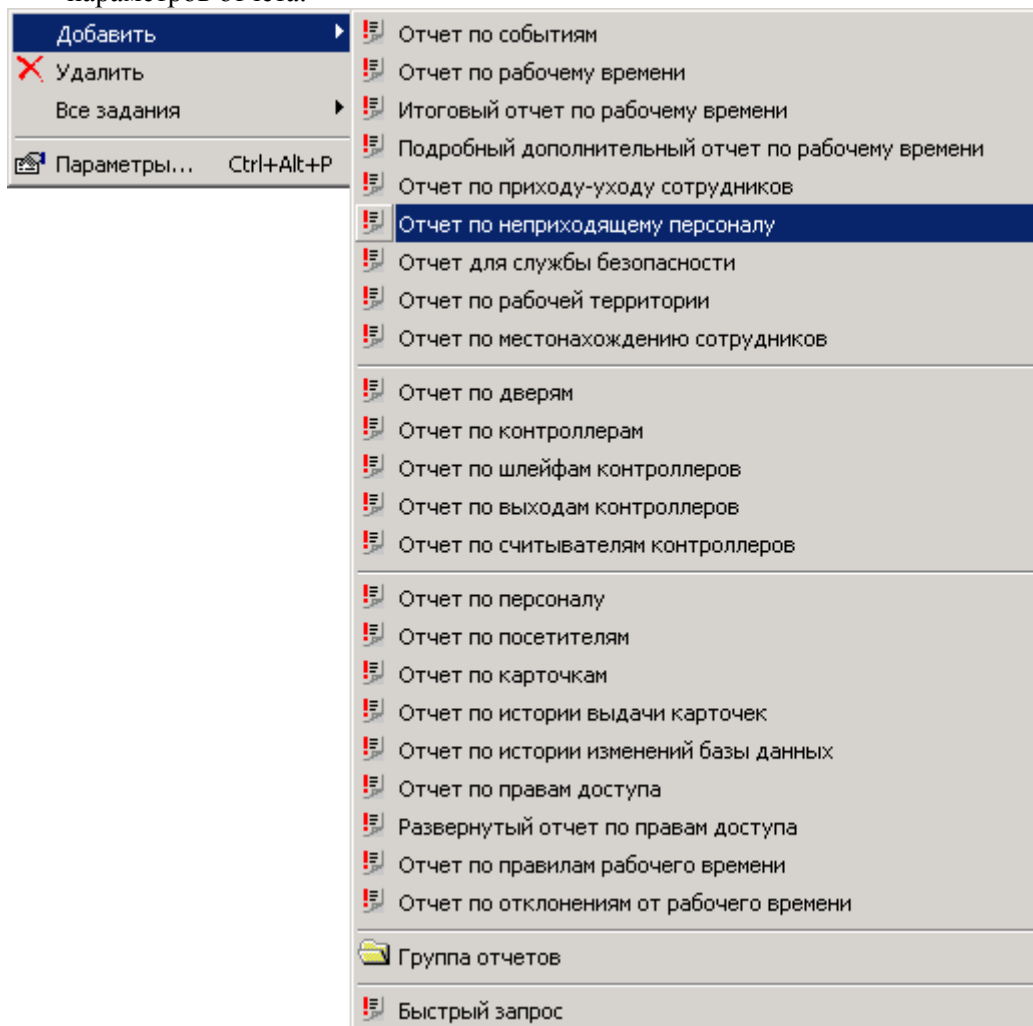 параметров отчета.
Добавить
Удалить
Все задания
Параметры... Ctrl+Alt+P
Отчет по событиям
Отчет по рабочему времени
Итоговый отчет по рабочему времени
Подробный дополнительный отчет по рабочему времени
Отчет по приходу-уходу сотрудников
Отчет по неприходящему персоналу
Отчет для службы безопасности
Отчет по рабочей территории
Отчет по местонахождению сотрудников
Отчет по дверям
Отчет по контроллерам
Отчет по шлейфам контроллеров
Отчет по выходам контроллеров
Отчет по считывателям контроллеров
Отчет по персоналу
Отчет по посетителям
Отчет по карточкам
Отчет по истории выдачи карточек
Отчет по истории изменений базы данных
Отчет по правам доступа
Развернутый отчет по правам доступа
Отчет по правилам рабочего времени
Отчет по отклонениям от рабочего времени
Группа отчетов
Быстрый запрос